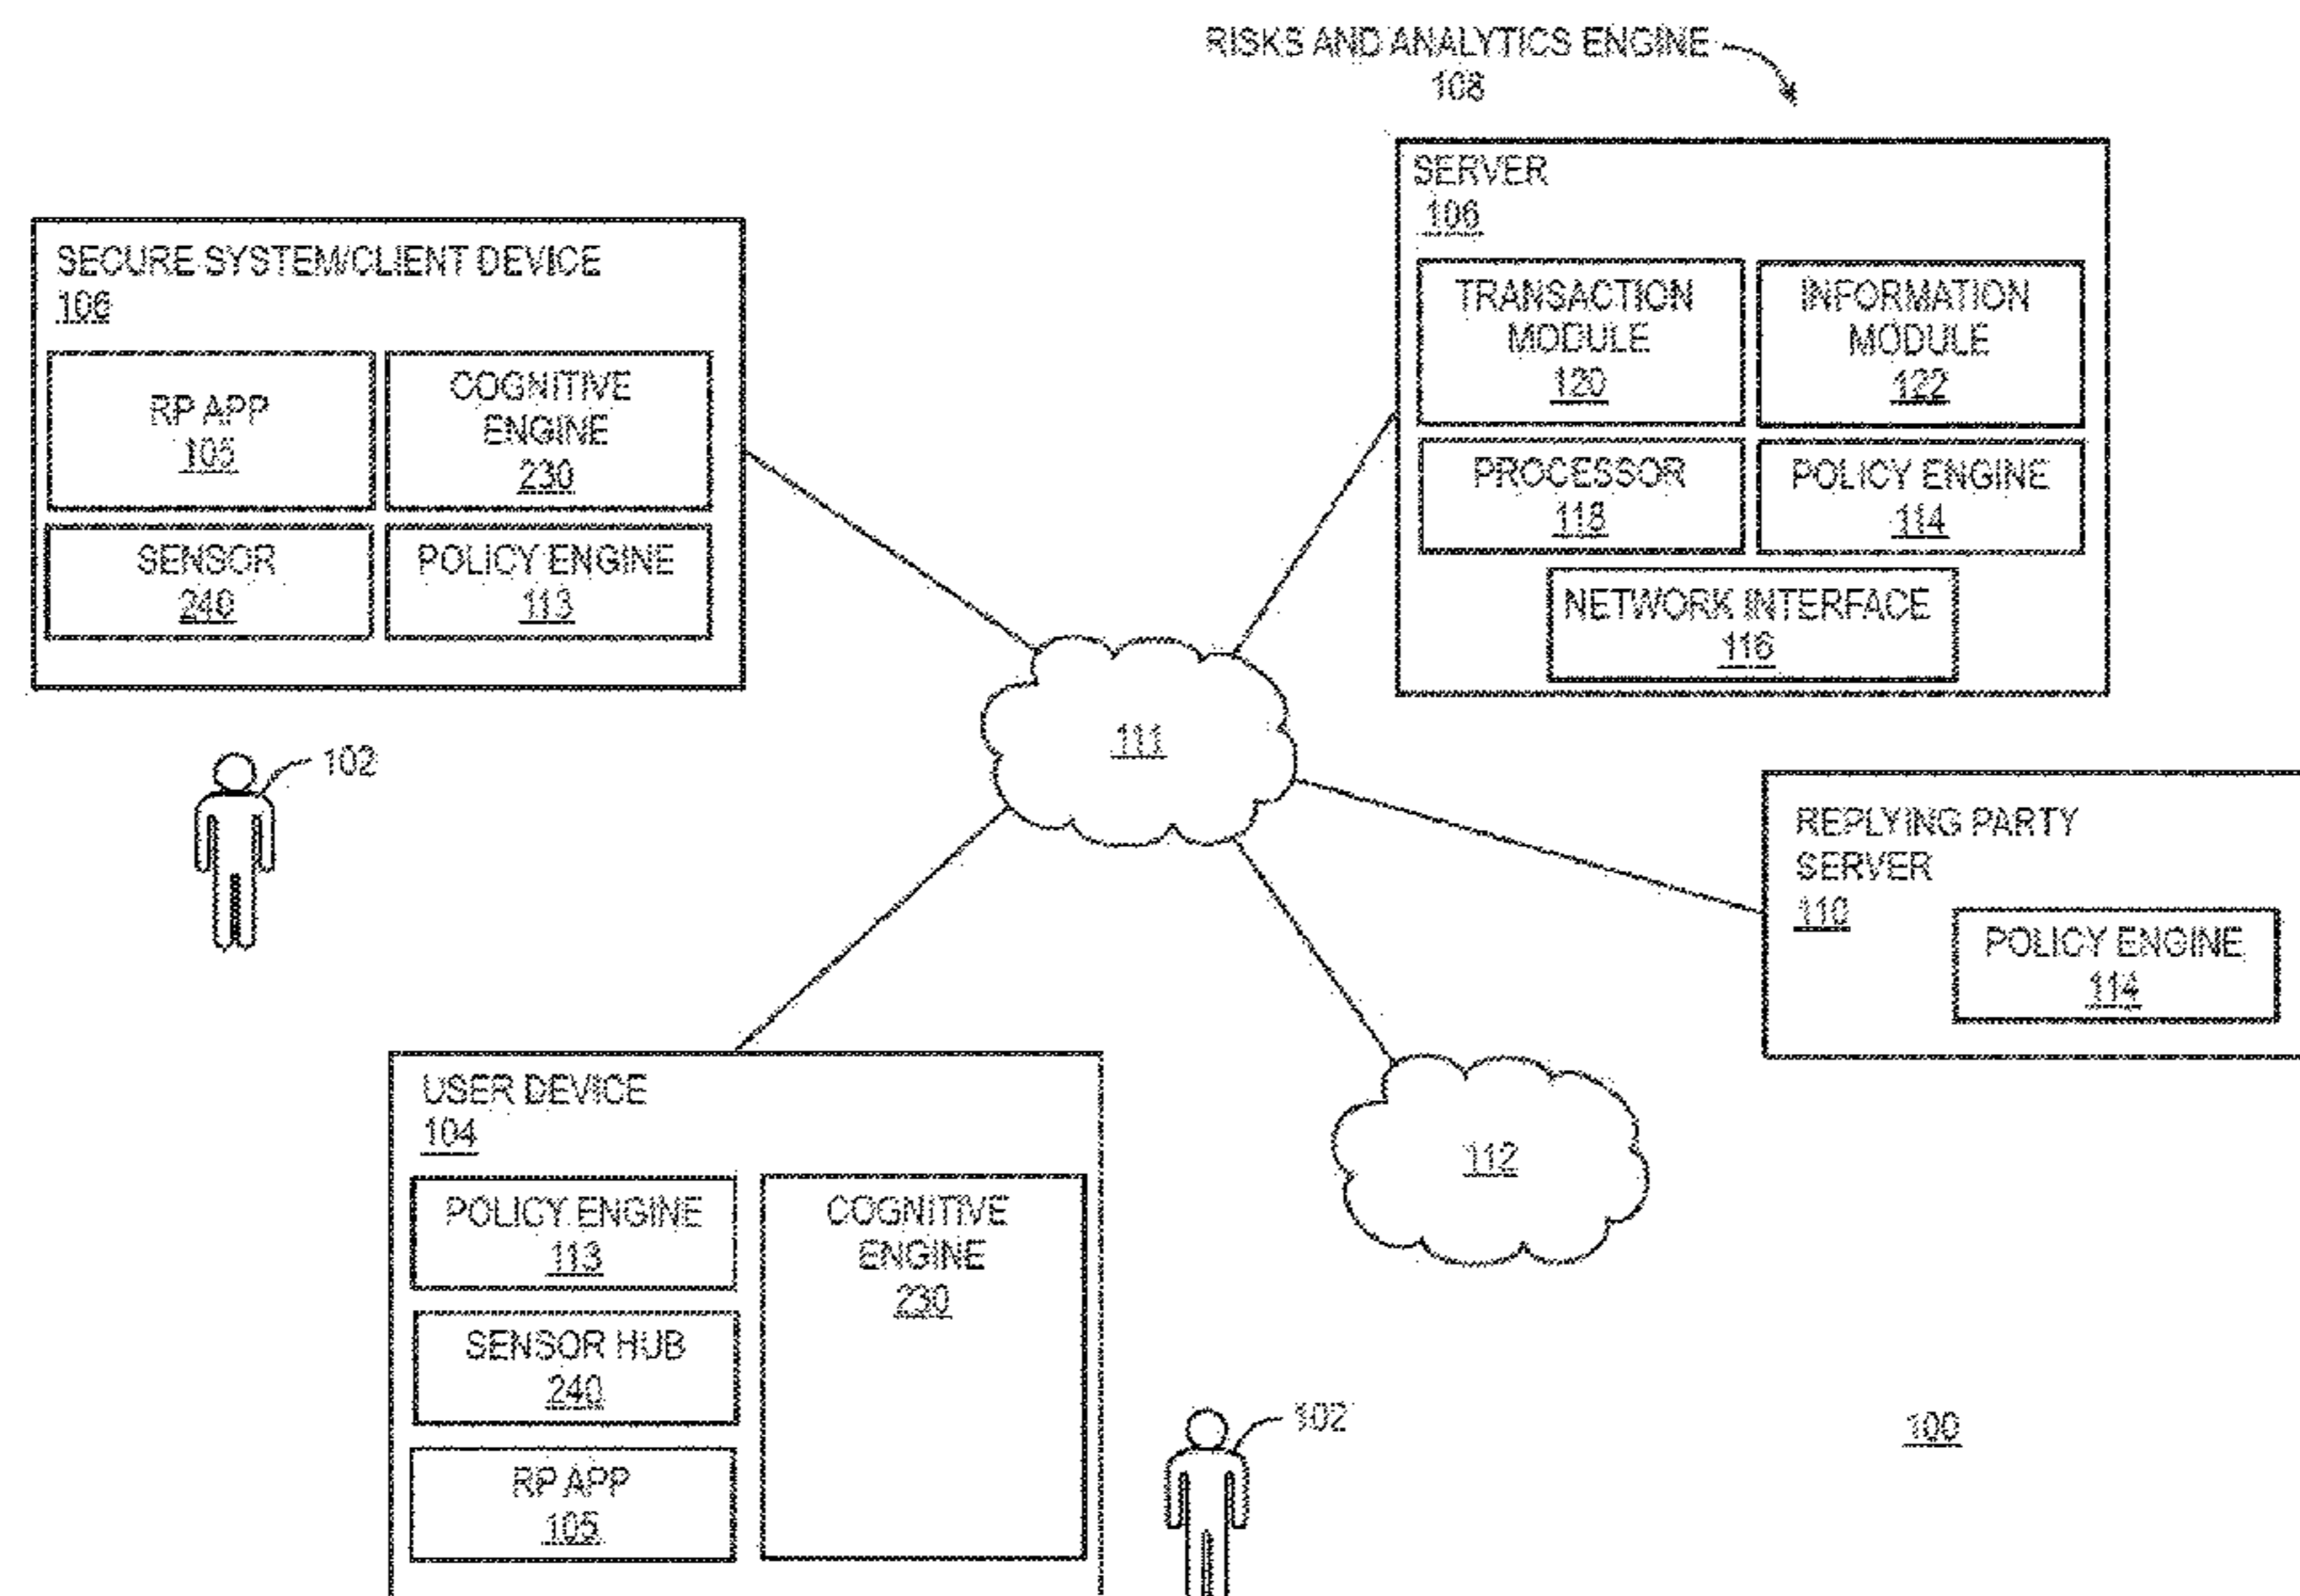 RISKS AND ANALYTICS ENGINE
108
SERVER
106
TRANSACTION
MODULE
120
INFORMATION
MODULE
122
PROCESSOR
118
POLICY ENGINE
114
NETWORK INTERFACE
116
SECURE SYSTEM/CLIENT DEVICE
106
RP APP
105
COGNITIVE
ENGINE
230
SENSOR
240
POLICY ENGINE
113
102
111
REPLYING PARTY
SERVER
110
POLICY ENGINE
114
112
USER DEVICE
104
POLICY ENGINE
113
COGNITIVE
ENGINE
230
SENSOR HUB
240
RP APP
105
102
100